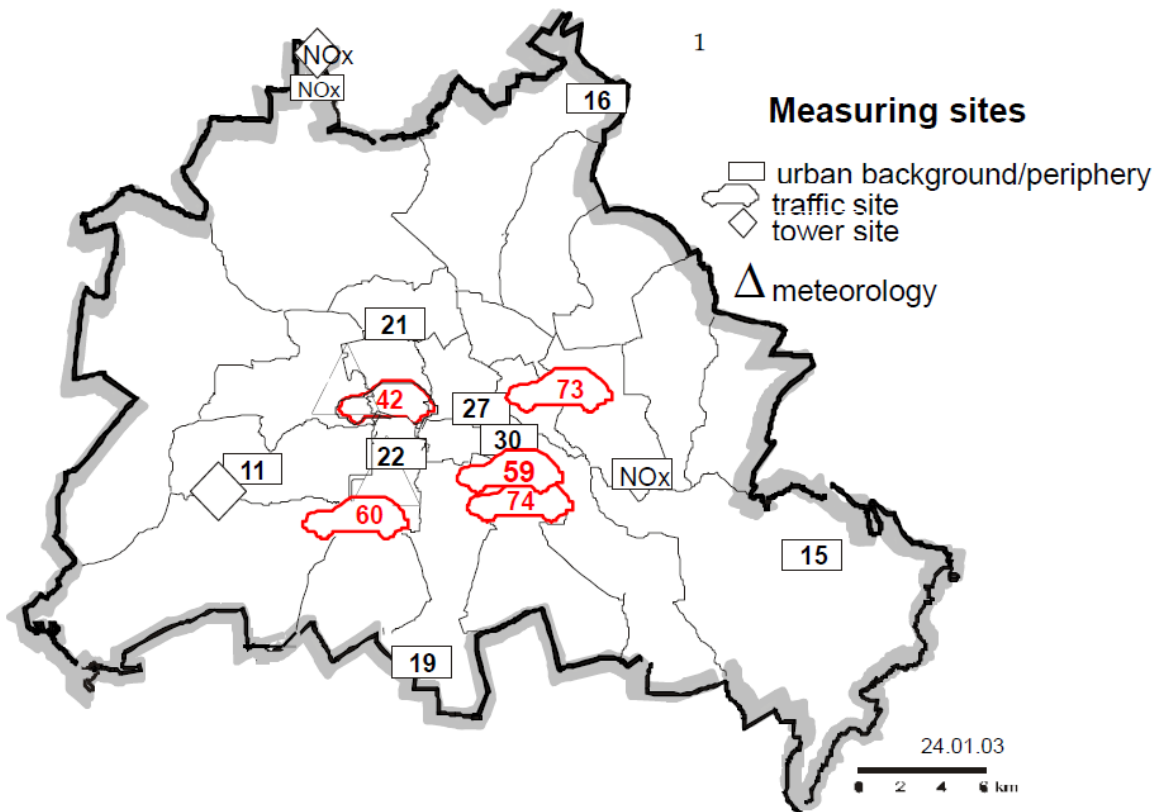 1
NOx
NOx
16
Measuring sites
urban background/periphery
traffic site
tower site
Δ meteorology
21
42
73
27
30
22
11
59
NOx
74
60
15
19
24.01.03
0 2 4 6 km